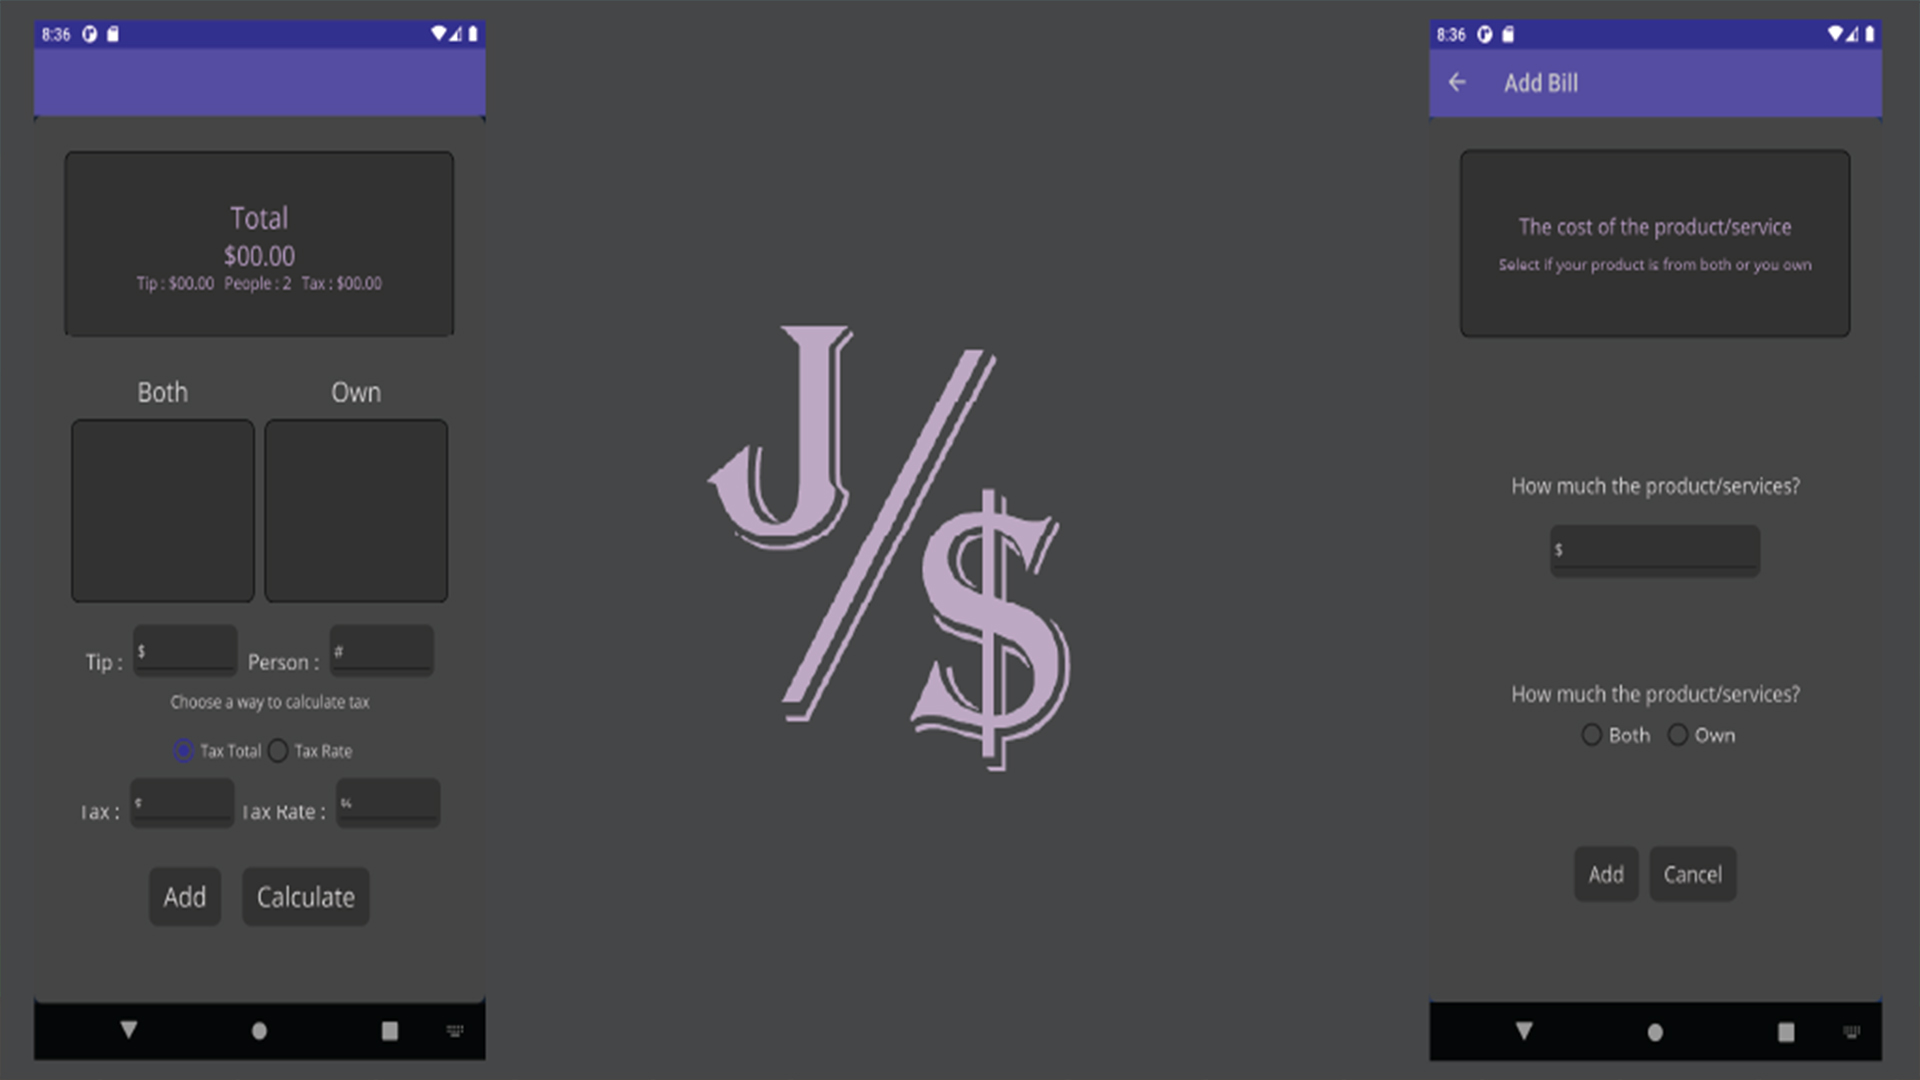 8:36
Total
$00.00
Tip : $00.00 People : 2 Tax : $00.00
Both Own
Tip : $ Person : #
Choose a way to calculate tax
Tax Total Tax Rate
Tax : $ Tax Rate : %
Add Calculate
J/$
8:36
Add Bill
The cost of the product/service
Select if your product is from both or you own
How much the product/services?
$
How much the product/services?
Both Own
Add Cancel